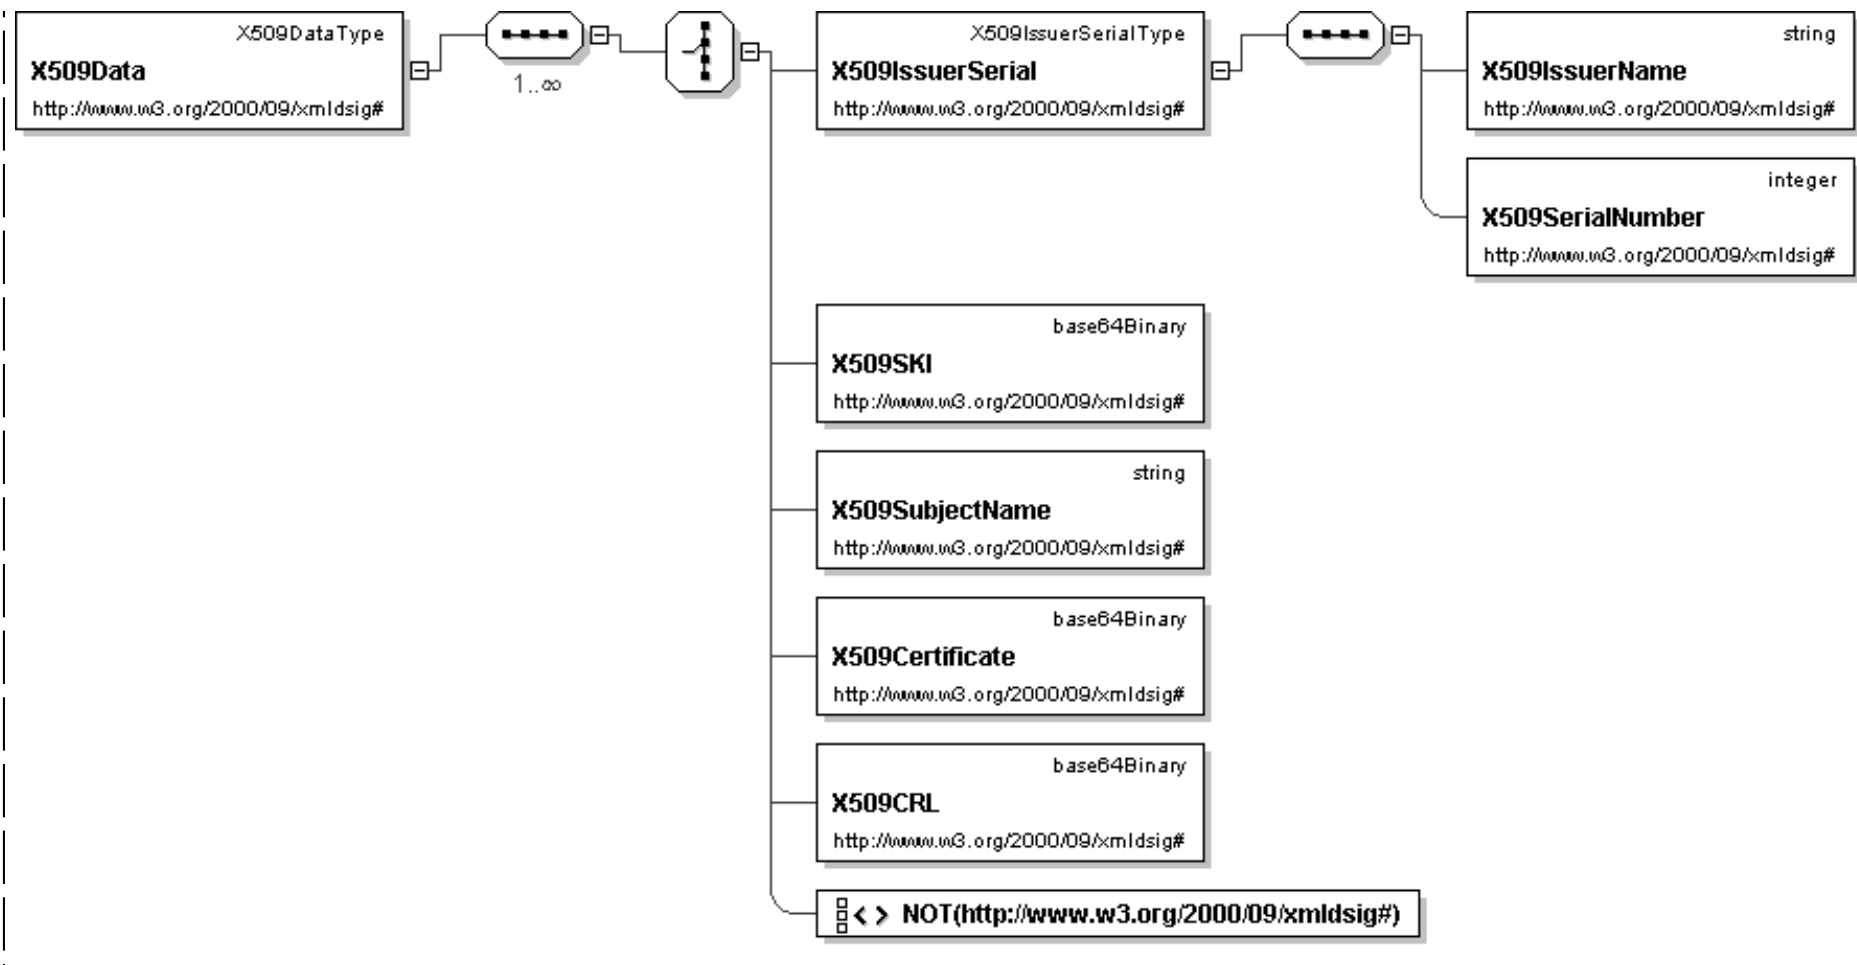 X509DataType
X509Data
http://www.w3.org/2000/09/xmldsig#
1..∞
X509IssuerSerialType
X509IssuerSerial
http://www.w3.org/2000/09/xmldsig#
string
X509IssuerName
http://www.w3.org/2000/09/xmldsig#
integer
X509SerialNumber
http://www.w3.org/2000/09/xmldsig#
base64Binary
X509SKI
http://www.w3.org/2000/09/xmldsig#
string
X509SubjectName
http://www.w3.org/2000/09/xmldsig#
base64Binary
X509Certificate
http://www.w3.org/2000/09/xmldsig#
base64Binary
X509CRL
http://www.w3.org/2000/09/xmldsig#
<> NOT(http://www.w3.org/2000/09/xmldsig#)